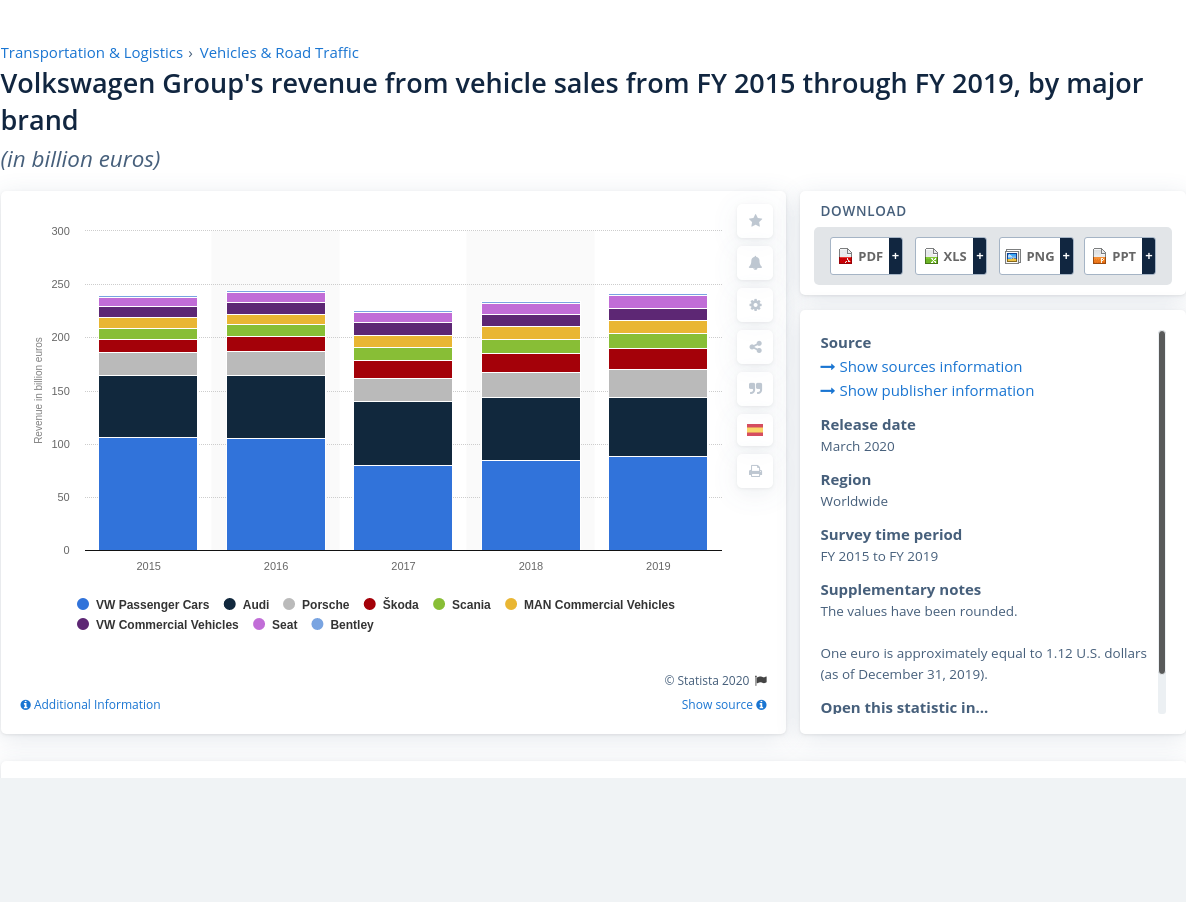 Transportation & Logistics › Vehicles & Road Traffic
Volkswagen Group's revenue from vehicle sales from FY 2015 through FY 2019, by major
brand
(in billion euros)
300
250
200
150
100
50
0
Revenue in billion euros
2015 2016 2017 2018 2019
VW Passenger Cars Audi Porsche Škoda Scania MAN Commercial Vehicles
VW Commercial Vehicles Seat Bentley
© Statista 2020
Additional Information
Show source
DOWNLOAD
PDF + XLS + PNG + PPT +
Source
Show sources information
Show publisher information
Release date
March 2020
Region
Worldwide
Survey time period
FY 2015 to FY 2019
Supplementary notes
The values have been rounded.
One euro is approximately equal to 1.12 U.S. dollars
(as of December 31, 2019).
Open this statistic in...